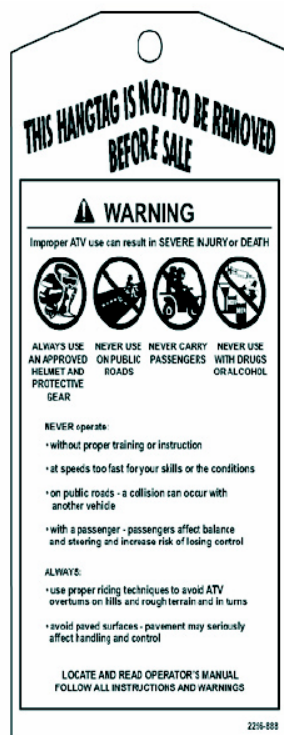 THIS HANGTAG IS NOT TO BE REMOVED
BEFORE SALE
WARNING
Improper ATV use can result in SEVERE INJURY or DEATH
ALWAYS USE
AN APPROVED
HELMET AND
PROTECTIVE
GEAR
NEVER USE
ON PUBLIC
ROADS
NEVER CARRY
PASSENGERS
NEVER USE
WITH DRUGS
OR ALCOHOL
NEVER operate:
• without proper training or instruction
• at speeds too fast for your skills or the conditions
• on public roads - a collision can occur with
another vehicle
• with a passenger - passengers affect balance
and steering and increase risk of losing control
ALWAYS:
• use proper riding techniques to avoid ATV
overturns on hills and rough terrain and in turns
• avoid paved surfaces - pavement may seriously
affect handling and control
LOCATE AND READ OPERATOR'S MANUAL
FOLLOW ALL INSTRUCTIONS AND WARNINGS
2256-888